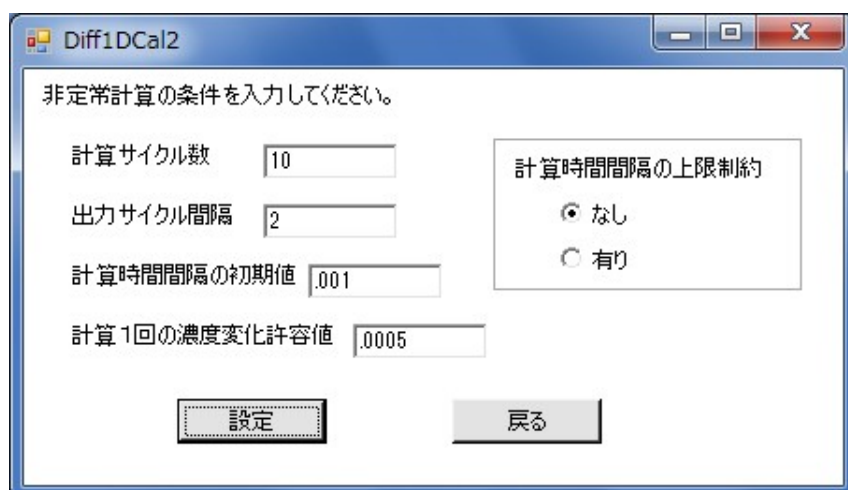 Diff1DCal2
非定常計算の条件を入力してください。
計算サイクル数 10
出力サイクル間隔 2
計算時間間隔の初期値 .001
計算1回の濃度変化許容値 .0005
計算時間間隔の上限制約
なし
有り
設定 戻る